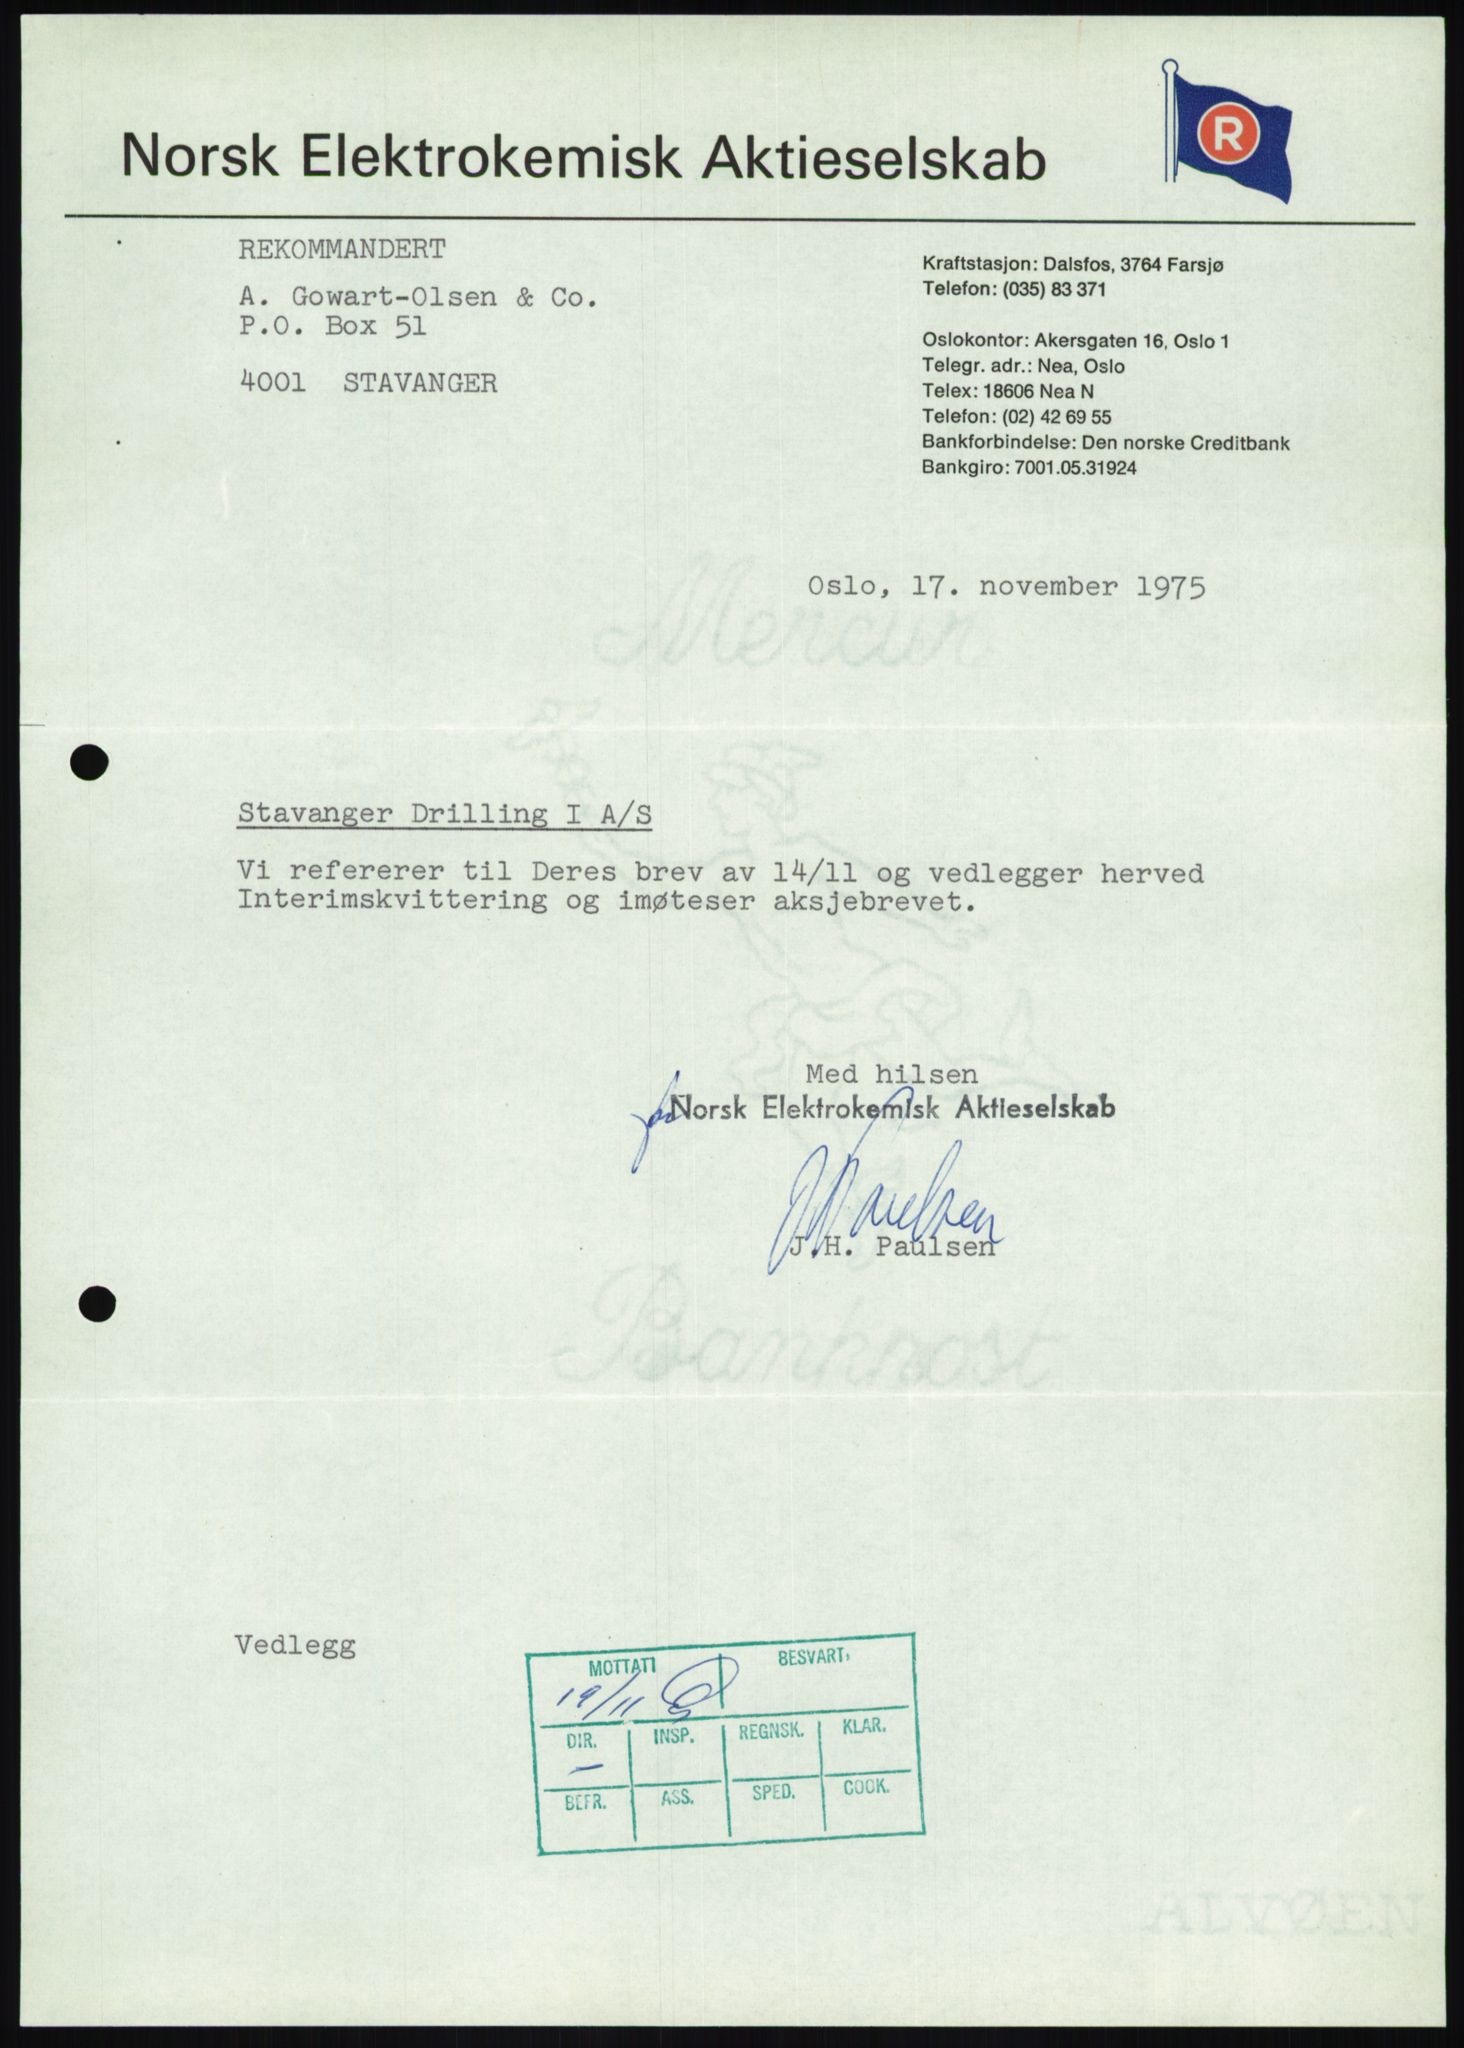 Norsk Elektrokemisk Aktieselskab
R
REKOMMANDERT
A. Gowart-Olsen & Co.
P.O. Box 51
4001 STAVANGER
Kraftstasjon: Dalsfos, 3764 Farsjø
Telefon: (035) 83 371
Oslokontor: Akersgaten 16, Oslo 1
Telegr. adr.: Nea, Oslo
Telex: 18606 Nea N
Telefon: (02) 42 69 55
Bankforbindelse: Den norske Creditbank
Bankgiro: 7001.05.31924
Oslo, 17. november 1975
Mercur
Stavanger Drilling I A/S
Vi refererer til Deres brev av 14/11 og vedlegger herved
Interimskvittering og imøteser aksjebrevet.
Med hilsen
for Norsk Elektrokemisk Aktieselskab
J.H. Paulsen
Bankpost
Vedlegg
MOTTATT BESVART:
19/11
DIR. INSP. REGNSK. KLAR.
BEFR. ASS. SPED. COOK.
ALVØEN